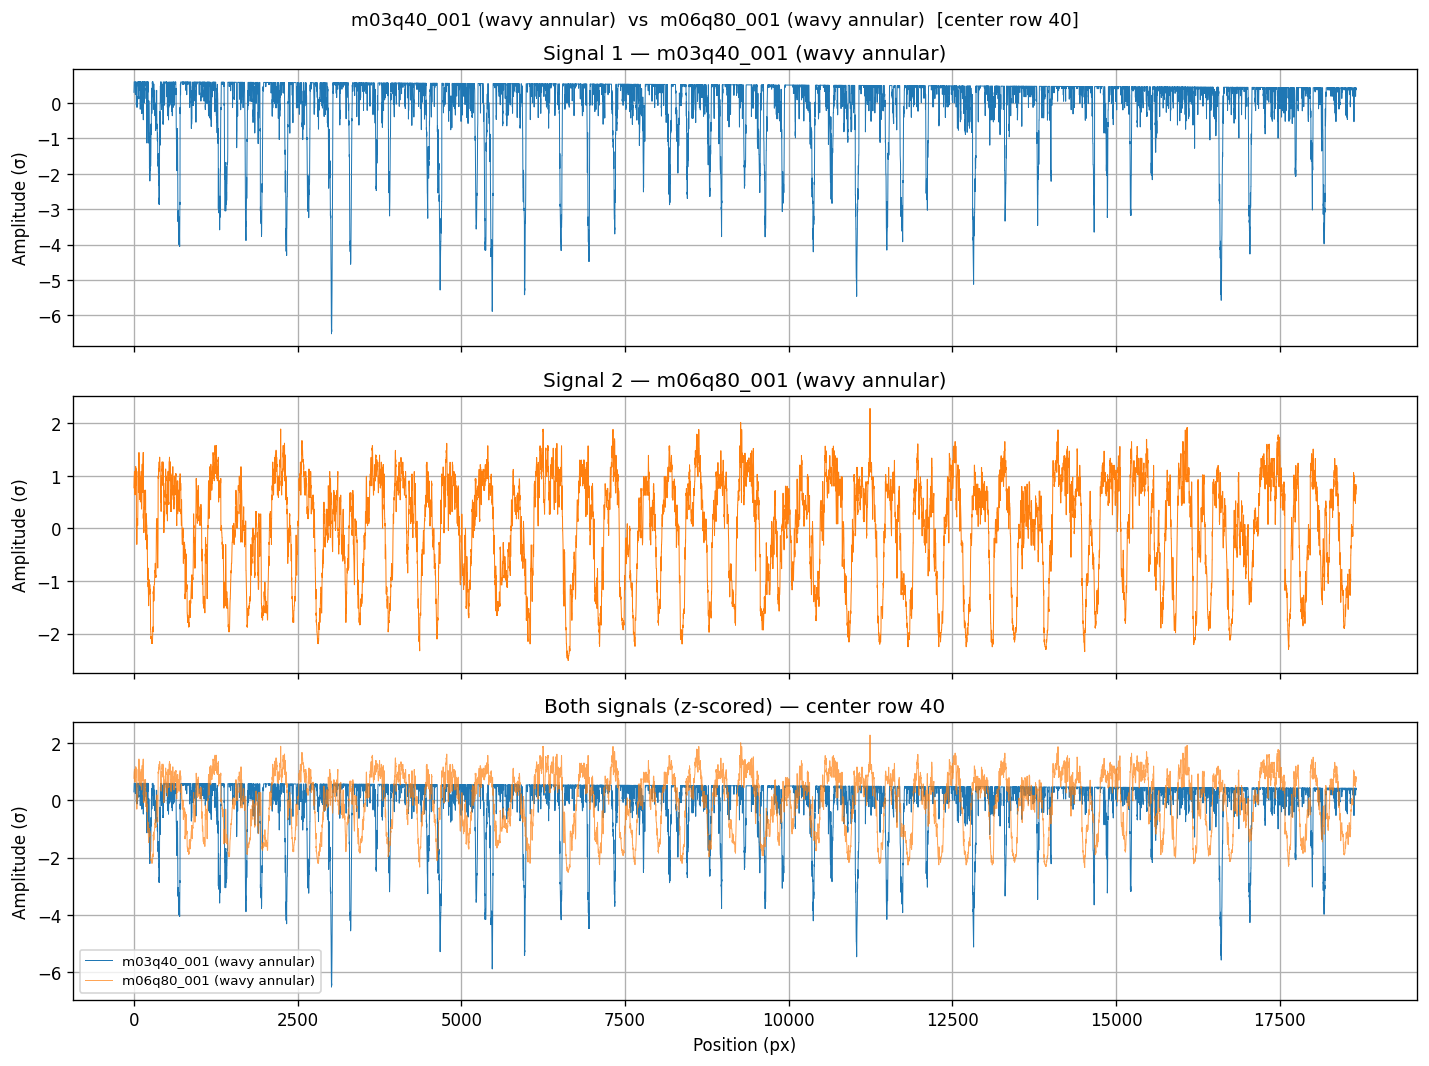 m03q40_001 (wavy annular)  vs  m06q80_001 (wavy annular)  [center row 40]
Signal 1 — m03q40_001 (wavy annular)
Amplitude (σ)
0
−1
−2
−3
−4
−5
−6
Signal 2 — m06q80_001 (wavy annular)
Amplitude (σ)
2
1
0
−1
−2
Both signals (z-scored) — center row 40
Amplitude (σ)
2
0
−2
−4
−6
m03q40_001 (wavy annular)
m06q80_001 (wavy annular)
0 2500 5000 7500 10000 12500 15000 17500
Position (px)